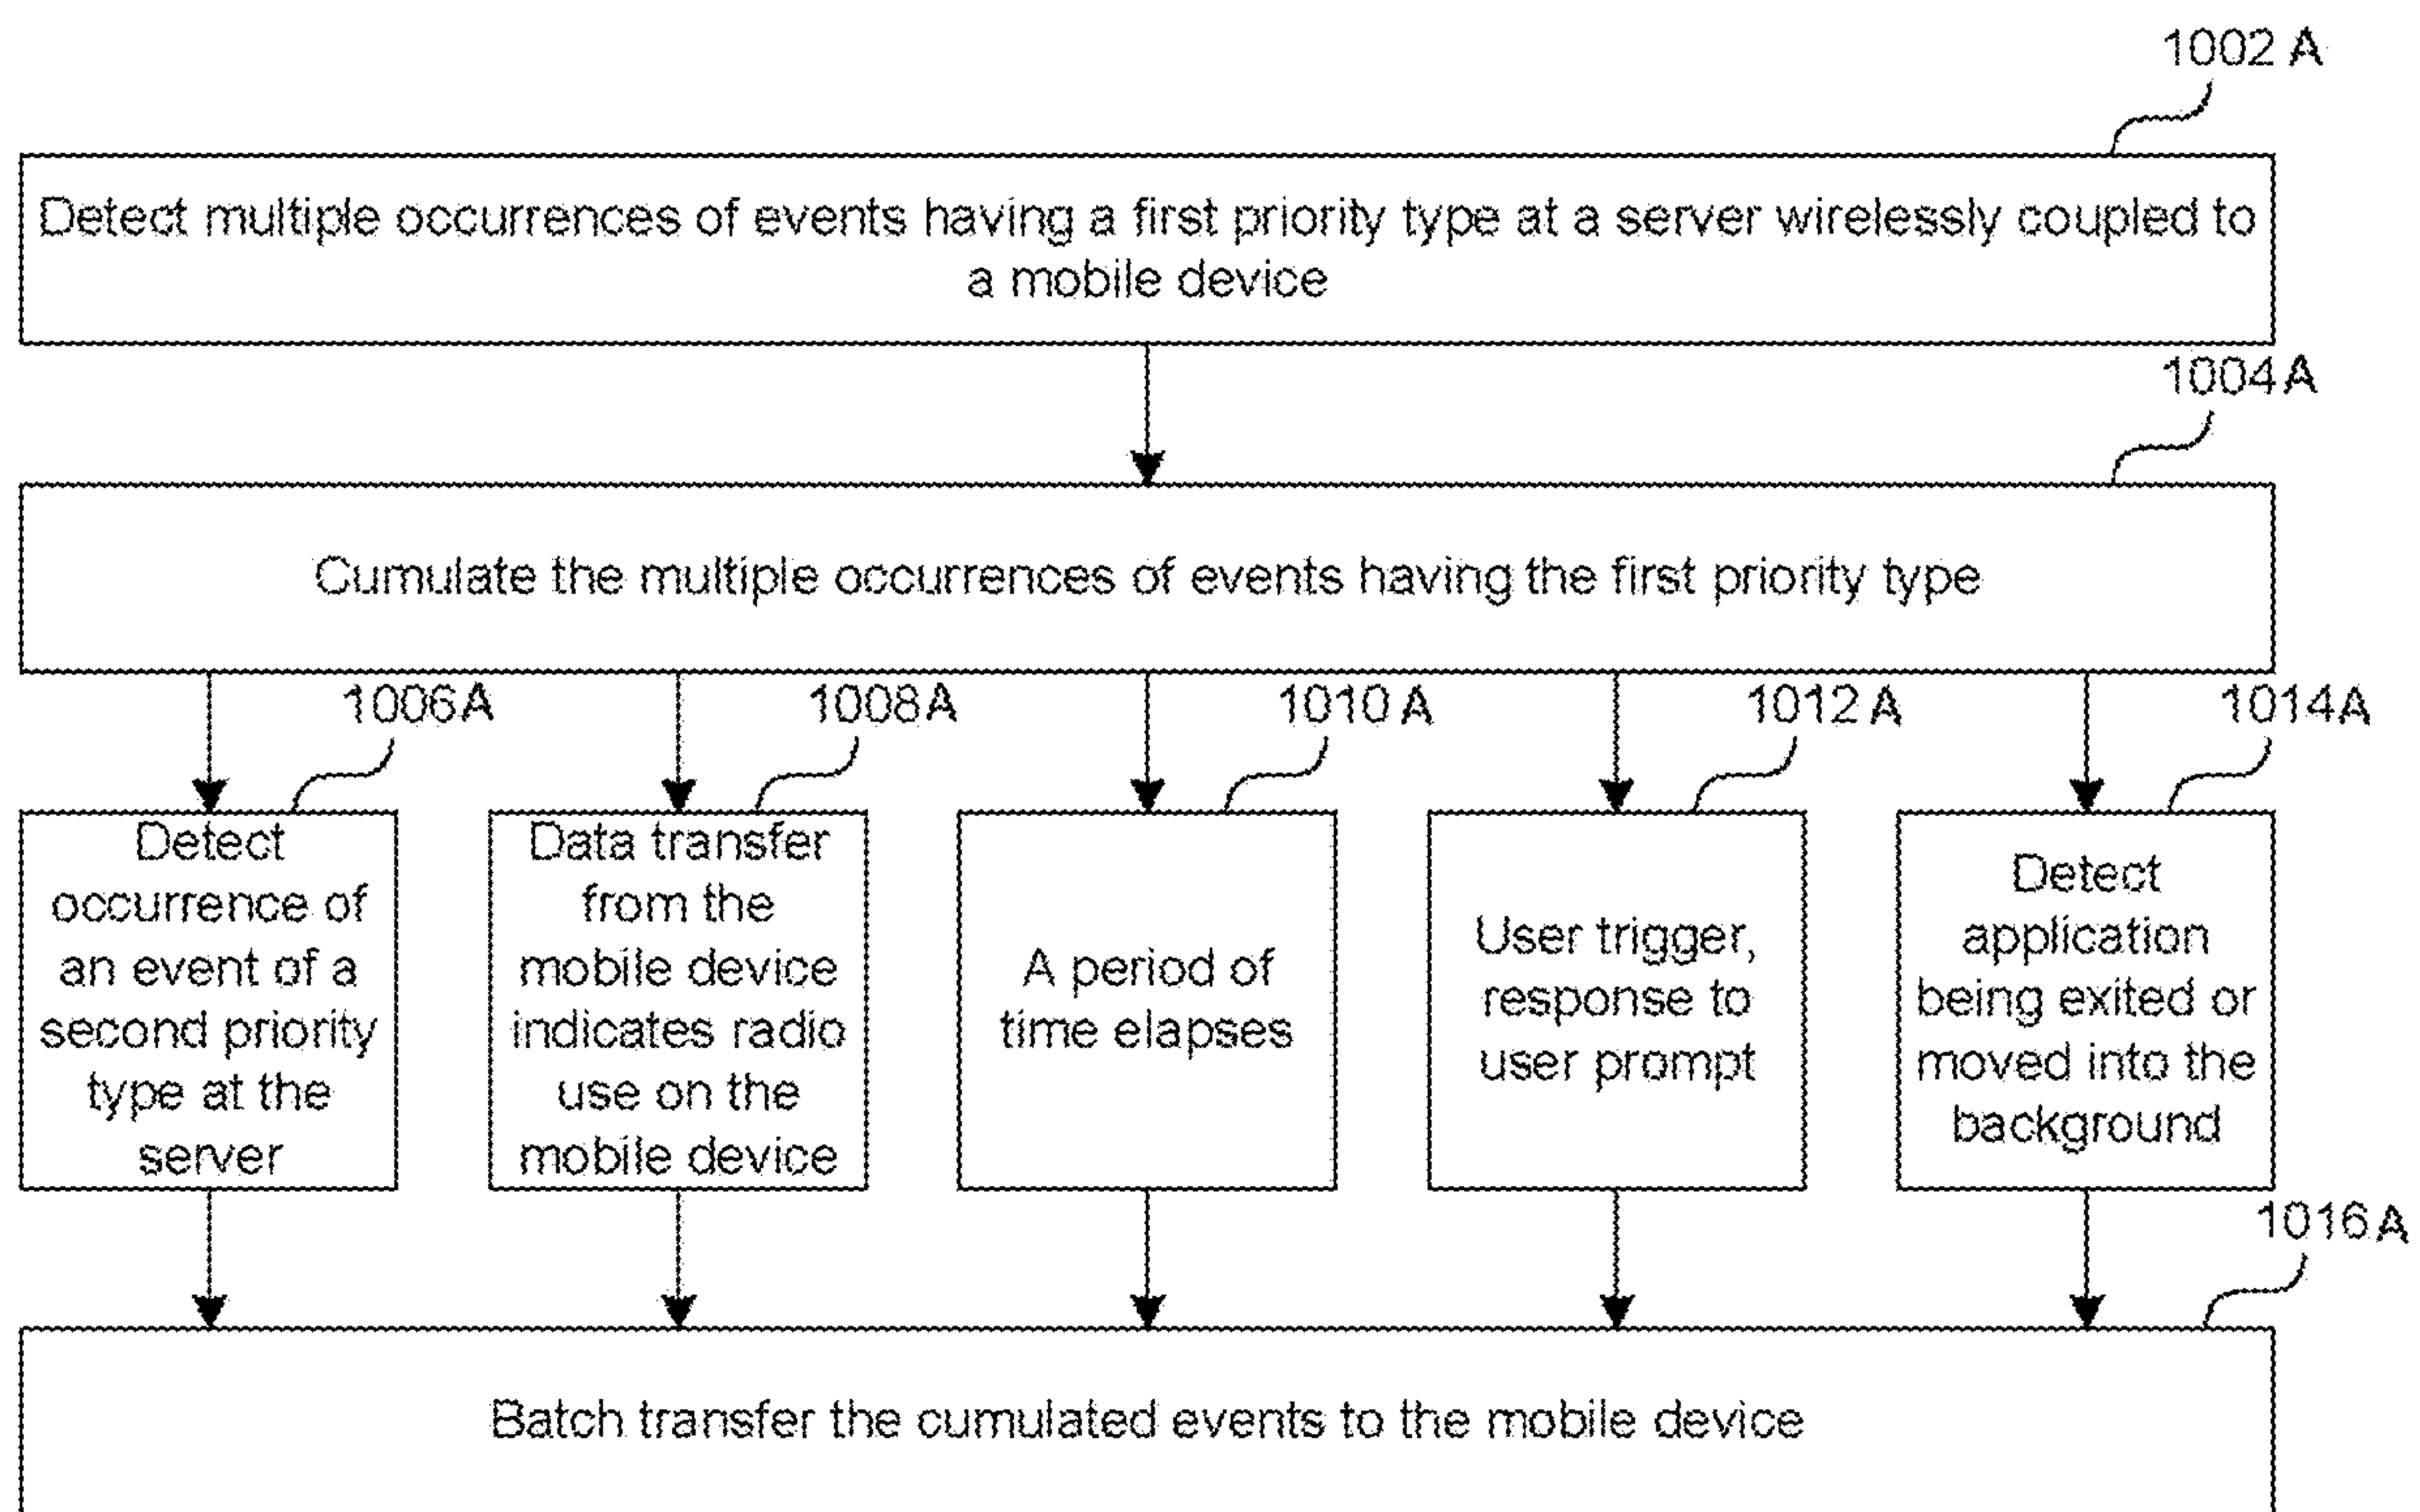 1002 A
Detect multiple occurrences of events having a first priority type at a server wirelessly coupled to
a mobile device
1004 A
Cumulate the multiple occurrences of events having the first priority type
1006 A
Detect
occurrence of
an event of a
second priority
type at the
server
1008 A
Data transfer
from the
mobile device
indicates radio
use on the
mobile device
1010 A
A period of
time elapses
1012 A
User trigger,
response to
user prompt
1014 A
Detect
application
being exited or
moved into the
background
1016 A
Batch transfer the cumulated events to the mobile device